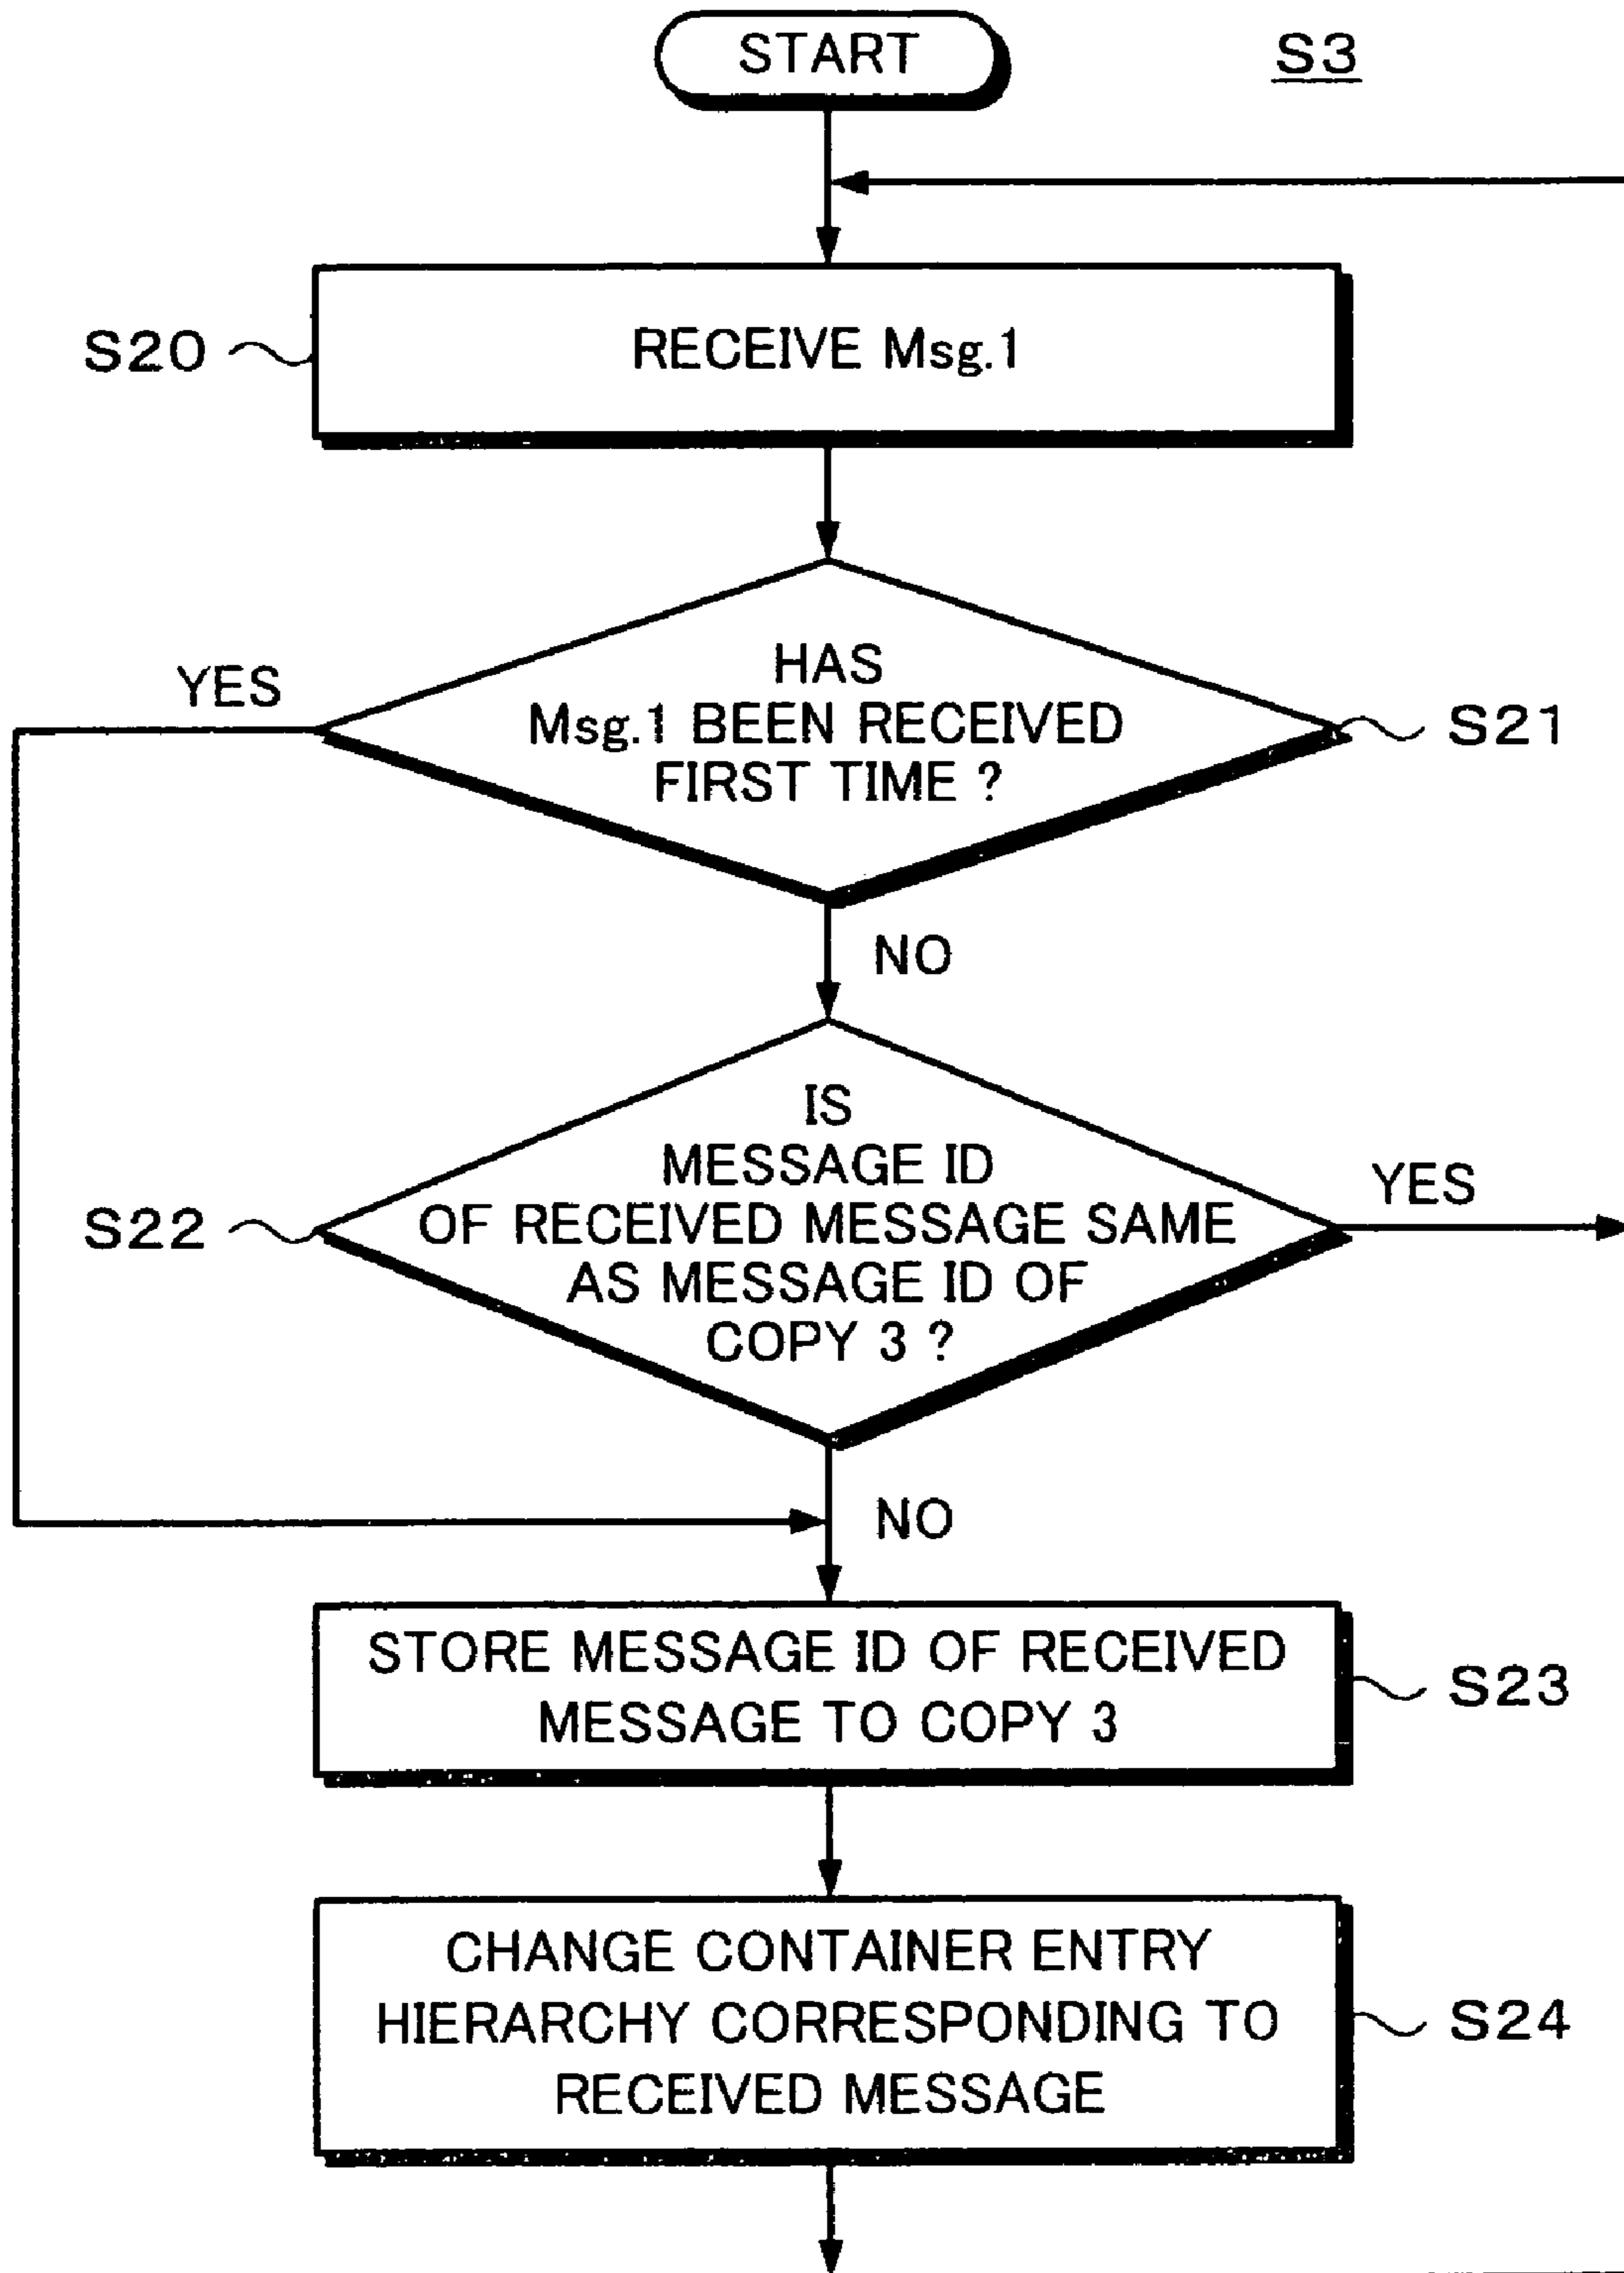 START
S3
S20
RECEIVE Msg.1
YES
HAS
Msg.1 BEEN RECEIVED
FIRST TIME ?
S21
NO
IS
MESSAGE ID
OF RECEIVED MESSAGE SAME
AS MESSAGE ID OF
COPY 3 ?
S22
YES
NO
STORE MESSAGE ID OF RECEIVED
MESSAGE TO COPY 3
S23
CHANGE CONTAINER ENTRY
HIERARCHY CORRESPONDING TO
RECEIVED MESSAGE
S24